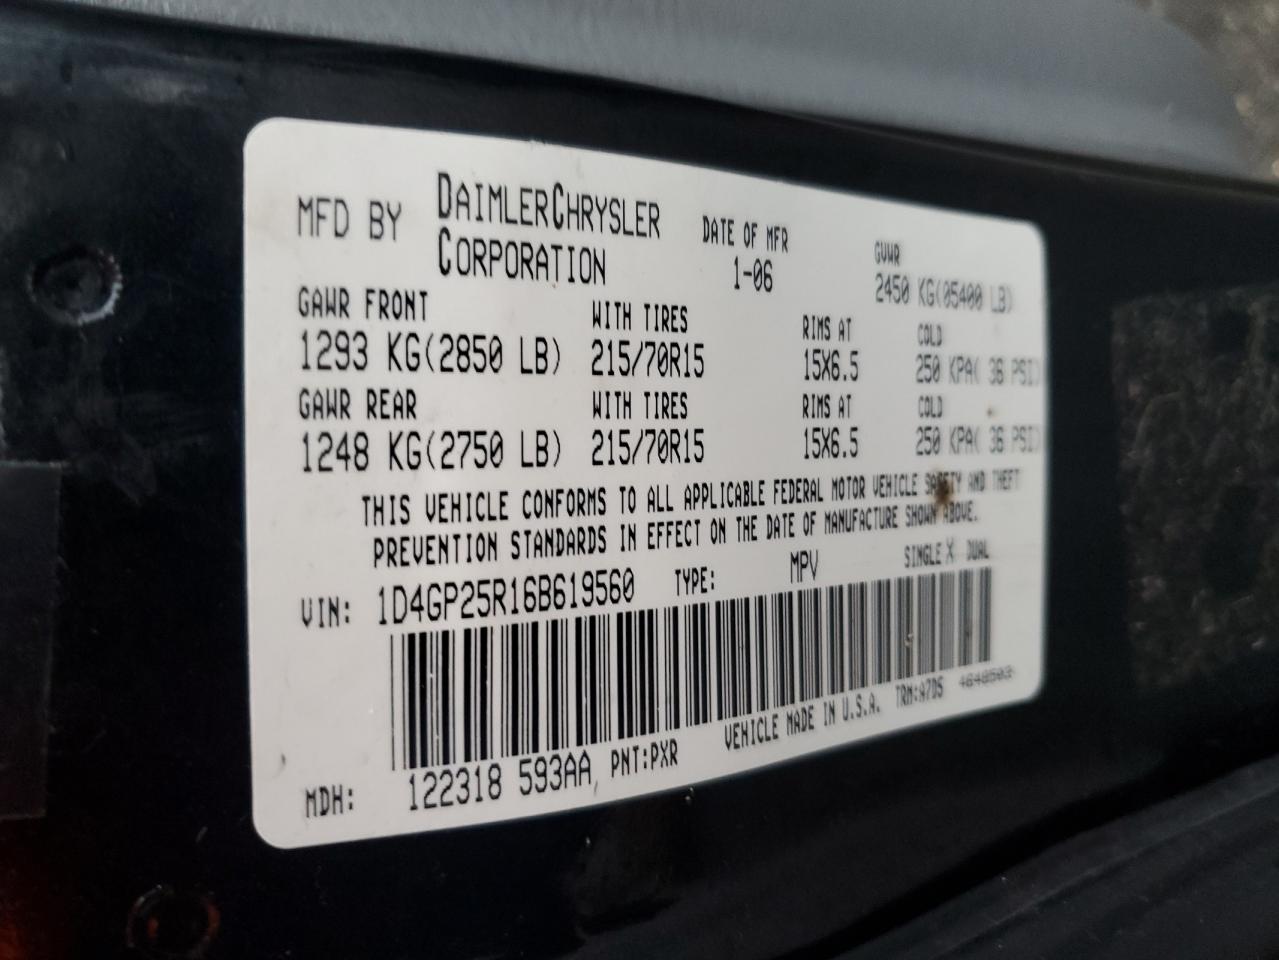 MFD BY DAIMLERCHRYSLER CORPORATION DATE OF MFR 1-06 GVWR 2450 KG(05400 LB)
GAWR FRONT WITH TIRES RIMS AT COLD
1293 KG(2850 LB) 215/70R15 15X6.5 250 KPA( 36 PSI)
GAWR REAR WITH TIRES RIMS AT COLD
1248 KG(2750 LB) 215/70R15 15X6.5 250 KPA( 36 PSI)
THIS VEHICLE CONFORMS TO ALL APPLICABLE FEDERAL MOTOR VEHICLE SAFETY AND THEFT
PREVENTION STANDARDS IN EFFECT ON THE DATE OF MANUFACTURE SHOWN ABOVE.
VIN: 1D4GP25R16B619560 TYPE: MPV SINGLE X DUAL
MDH: 122318 593AA PNT:PXR VEHICLE MADE IN U.S.A. TRM:A7D5